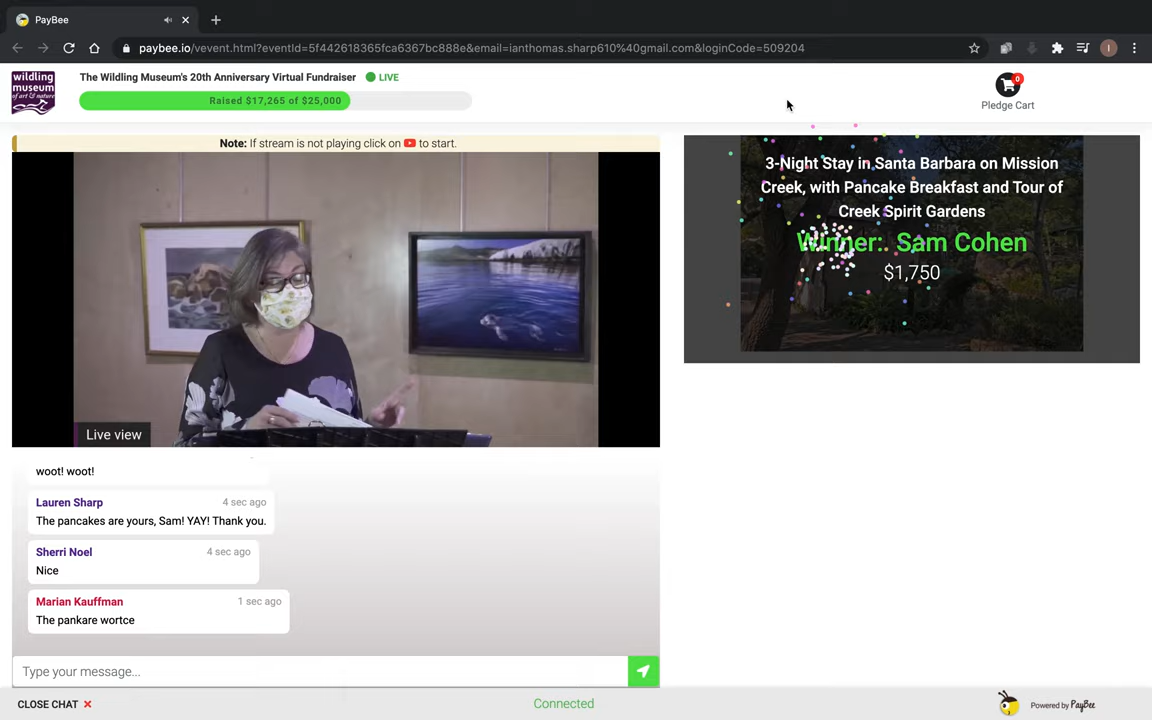 PayBee
paybee.io/vevent.html?eventId=5f442618365fca6367bc888e&email=ianthomas.sharp610%40gmail.com&loginCode=509204
I
wildling
museum
of art & nature
The Wildling Museum's 20th Anniversary Virtual Fundraiser
LIVE
Raised $17,265 of $25,000
0
Pledge Cart
Note: If stream is not playing click on to start.
Live view
3-Night Stay in Santa Barbara on Mission
Creek, with Pancake Breakfast and Tour of
Creek Spirit Gardens
Winner: Sam Cohen
$1,750
woot! woot!
Lauren Sharp 4 sec ago
The pancakes are yours, Sam! YAY! Thank you.
Sherri Noel 4 sec ago
Nice
Marian Kauffman 1 sec ago
The pankare wortce
Type your message...
CLOSE CHAT
Connected
Powered by PayBee